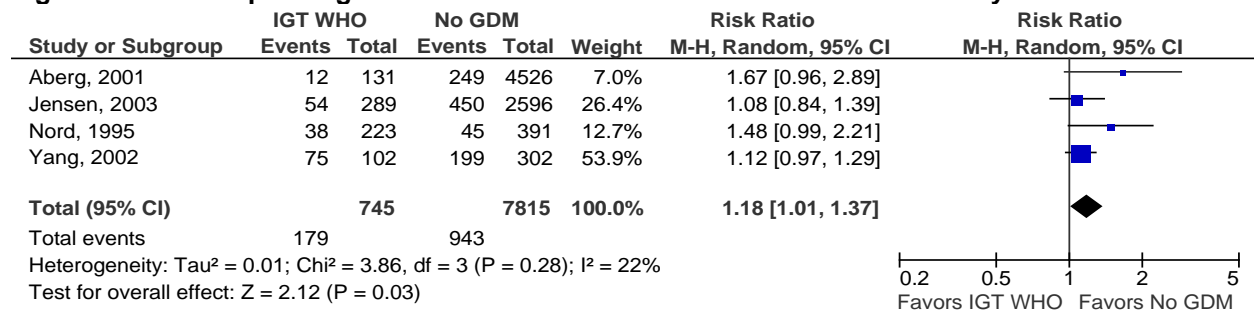 IGT WHO No GDM Risk Ratio Risk Ratio
Study or Subgroup Events Total Events Total Weight M-H, Random, 95% CI M-H, Random, 95% CI
Aberg, 2001 12 131 249 4526 7.0% 1.67 [0.96, 2.89]
Jensen, 2003 54 289 450 2596 26.4% 1.08 [0.84, 1.39]
Nord, 1995 38 223 45 391 12.7% 1.48 [0.99, 2.21]
Yang, 2002 75 102 199 302 53.9% 1.12 [0.97, 1.29]
Total (95% CI) 745 7815 100.0% 1.18 [1.01, 1.37]
Total events 179 943
Heterogeneity: Tau² = 0.01; Chi² = 3.86, df = 3 (P = 0.28); I² = 22%
Test for overall effect: Z = 2.12 (P = 0.03)
0.2 0.5 1 2 5
Favors IGT WHO Favors No GDM